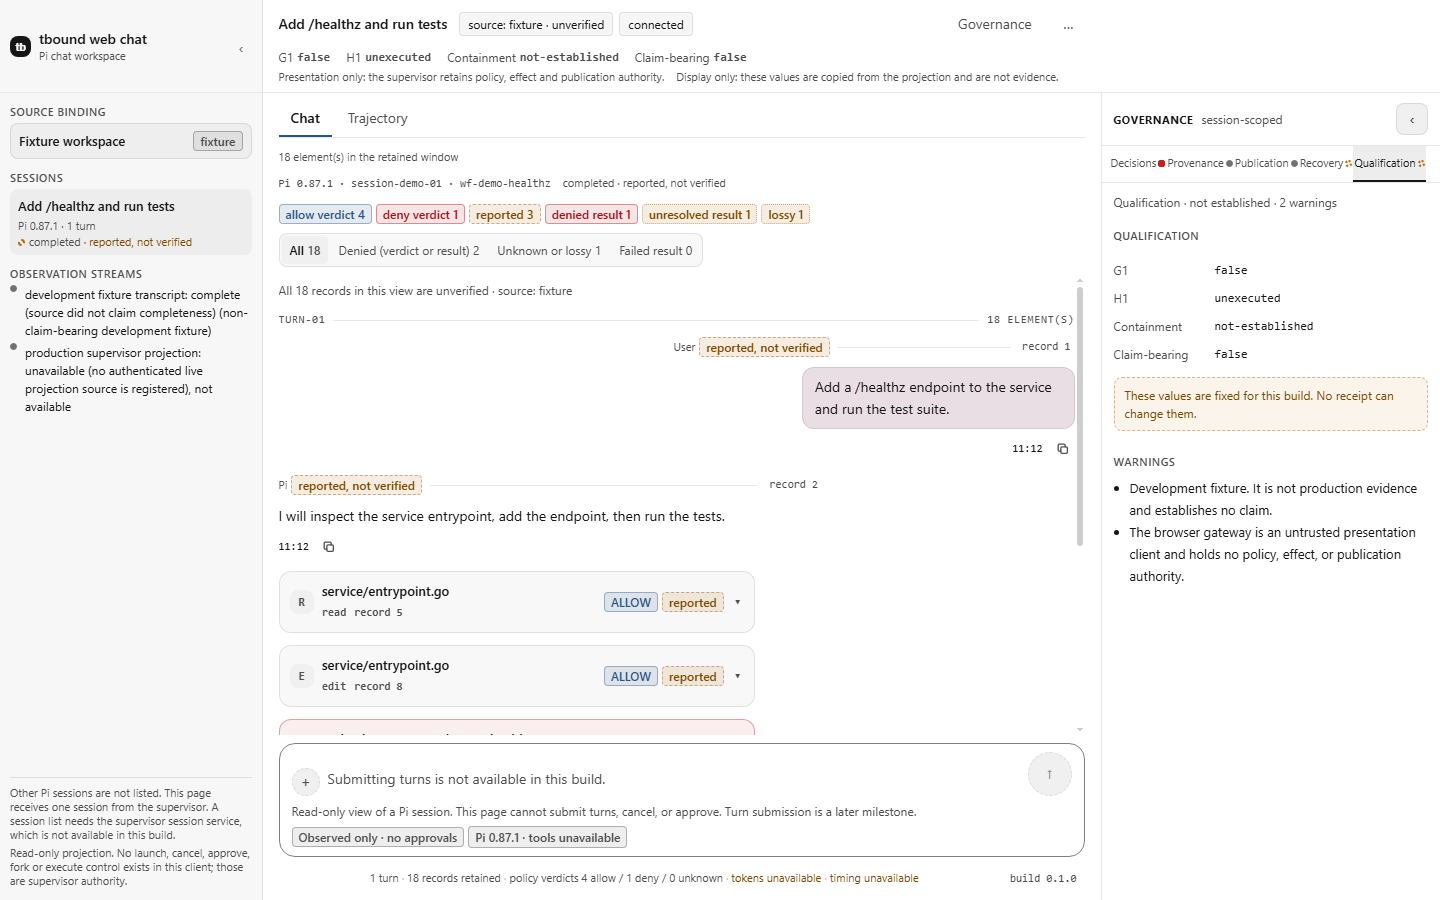 tb
tbound web chat
Pi chat workspace
‹
SOURCE BINDING
Fixture workspace fixture
SESSIONS
Add /healthz and run tests
Pi 0.87.1 · 1 turn
completed · reported, not verified
OBSERVATION STREAMS
development fixture transcript: complete
(source did not claim completeness) (non-
claim-bearing development fixture)
production supervisor projection:
unavailable (no authenticated live
projection source is registered), not
available
Other Pi sessions are not listed. This page
receives one session from the supervisor. A
session list needs the supervisor session service,
which is not available in this build.
Read-only projection. No launch, cancel, approve,
fork or execute control exists in this client; those
are supervisor authority.
Add /healthz and run tests source: fixture · unverified connected Governance ...
G1 false H1 unexecuted Containment not-established Claim-bearing false
Presentation only: the supervisor retains policy, effect and publication authority. Display only: these values are copied from the projection and are not evidence.
Chat Trajectory
18 element(s) in the retained window
Pi 0.87.1 · session-demo-01 · wf-demo-healthz completed · reported, not verified
allow verdict 4 deny verdict 1 reported 3 denied result 1 unresolved result 1 lossy 1
All 18 Denied (verdict or result) 2 Unknown or lossy 1 Failed result 0
All 18 records in this view are unverified · source: fixture
TURN-01 18 ELEMENT(S)
User reported, not verified record 1
Add a /healthz endpoint to the service
and run the test suite.
11:12
Pi reported, not verified record 2
I will inspect the service entrypoint, add the endpoint, then run the tests.
11:12
R service/entrypoint.go ALLOW reported
read record 5
E service/entrypoint.go ALLOW reported
edit record 8
+ Submitting turns is not available in this build. ↑
Read-only view of a Pi session. This page cannot submit turns, cancel, or approve. Turn submission is a later milestone.
Observed only · no approvals Pi 0.87.1 · tools unavailable
1 turn · 18 records retained · policy verdicts 4 allow / 1 deny / 0 unknown · tokens unavailable · timing unavailable build 0.1.0
GOVERNANCE session-scoped ‹
Decisions Provenance Publication Recovery Qualification
Qualification · not established · 2 warnings
QUALIFICATION
G1 false
H1 unexecuted
Containment not-established
Claim-bearing false
These values are fixed for this build. No receipt can
change them.
WARNINGS
Development fixture. It is not production evidence
and establishes no claim.
The browser gateway is an untrusted presentation
client and holds no policy, effect, or publication
authority.